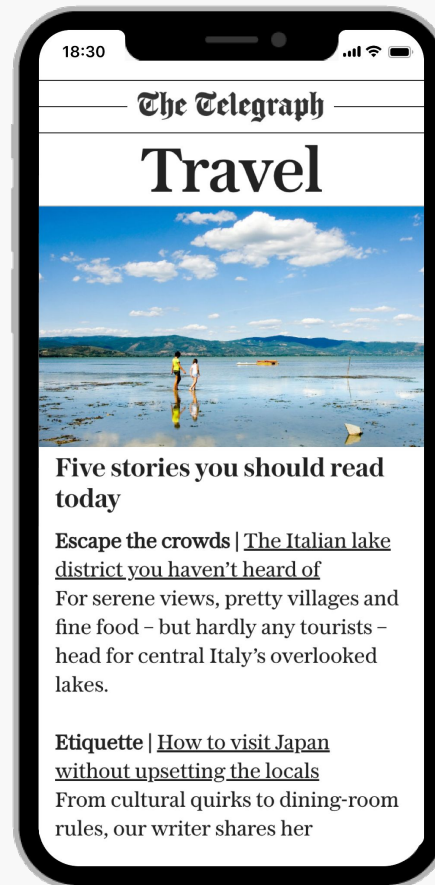 18:30
The Telegraph
Travel
Five stories you should read
today
Escape the crowds | The Italian lake
district you haven't heard of
For serene views, pretty villages and
fine food – but hardly any tourists –
head for central Italy's overlooked
lakes.
Etiquette | How to visit Japan
without upsetting the locals
From cultural quirks to dining-room
rules, our writer shares her